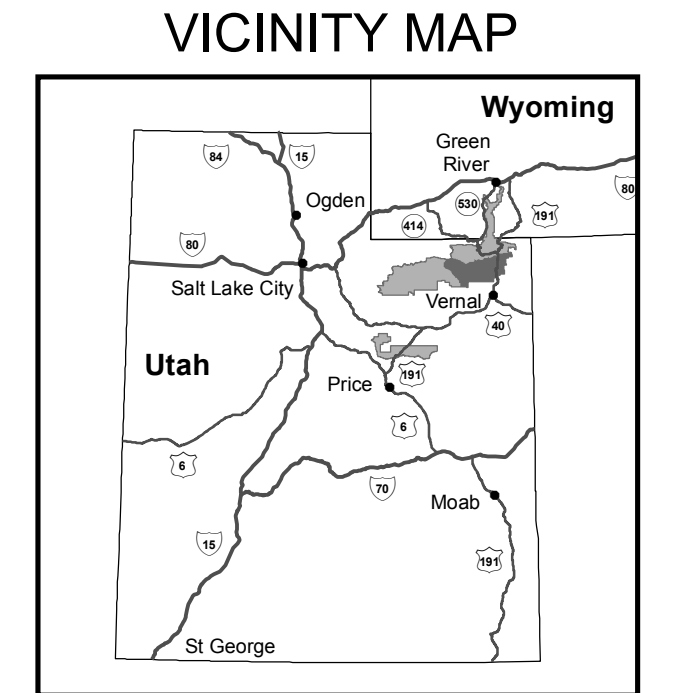 VICINITY MAP
Wyoming
Green
River
84
15
530
80
Ogden
191
414
80
Salt Lake City
Vernal
40
Utah
191
Price
6
6
70
Moab
15
191
St George